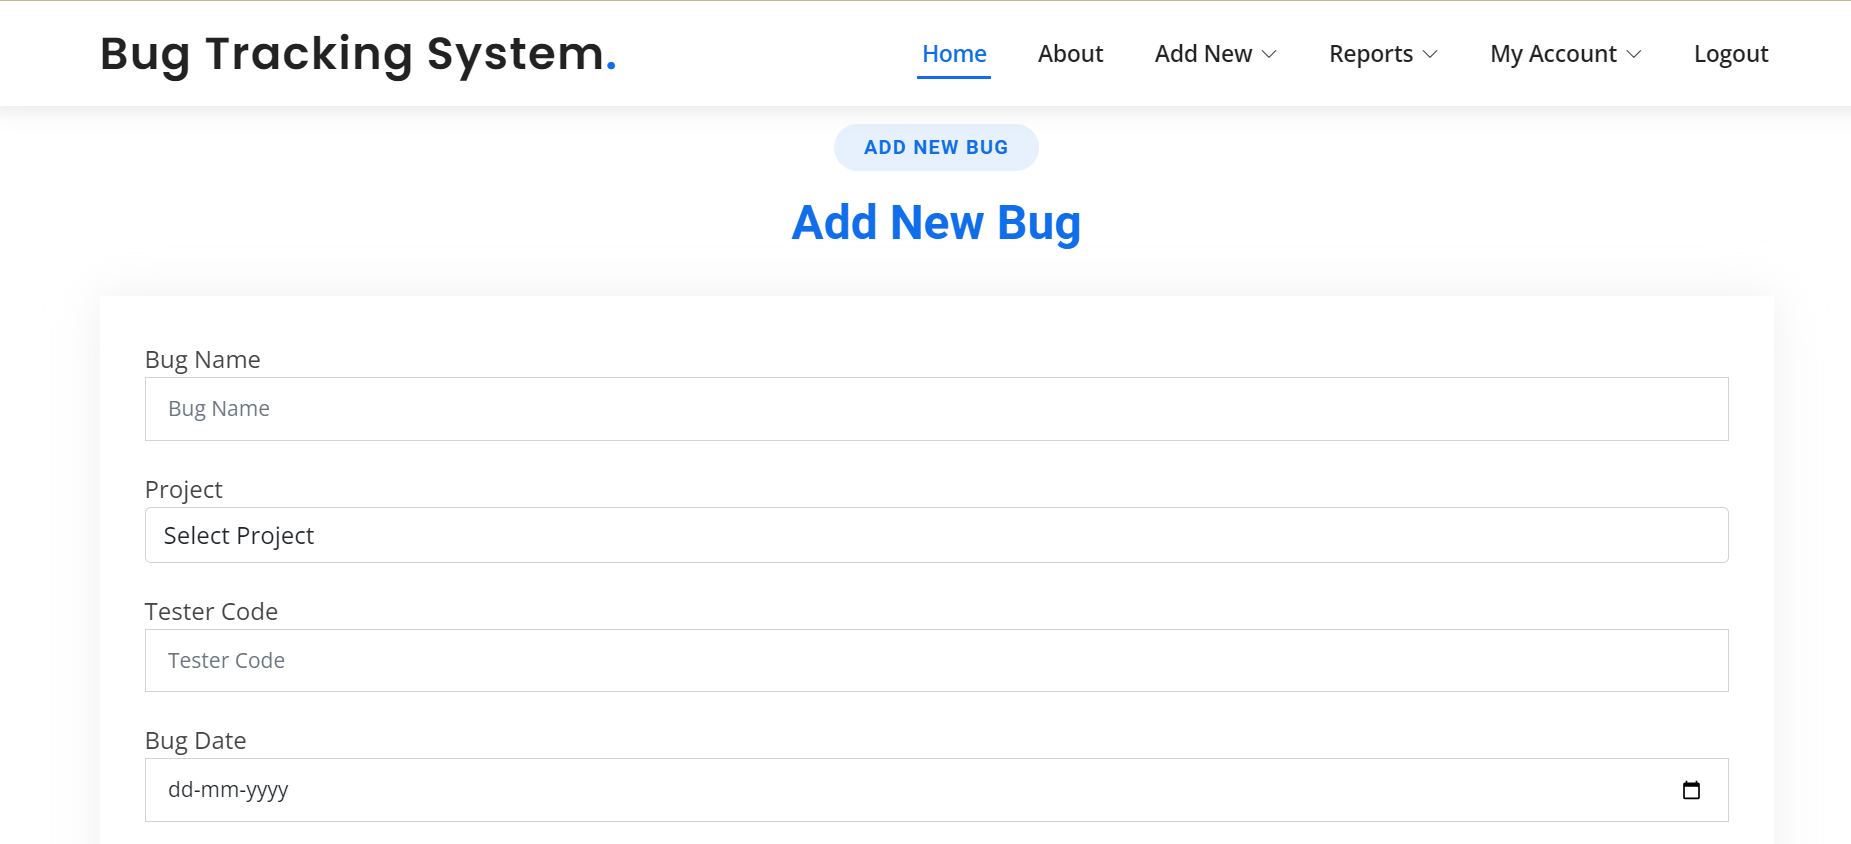 Bug Tracking System.
Home About Add New Reports My Account Logout
ADD NEW BUG
Add New Bug
Bug Name
Bug Name
Project
Select Project
Tester Code
Tester Code
Bug Date
dd-mm-yyyy